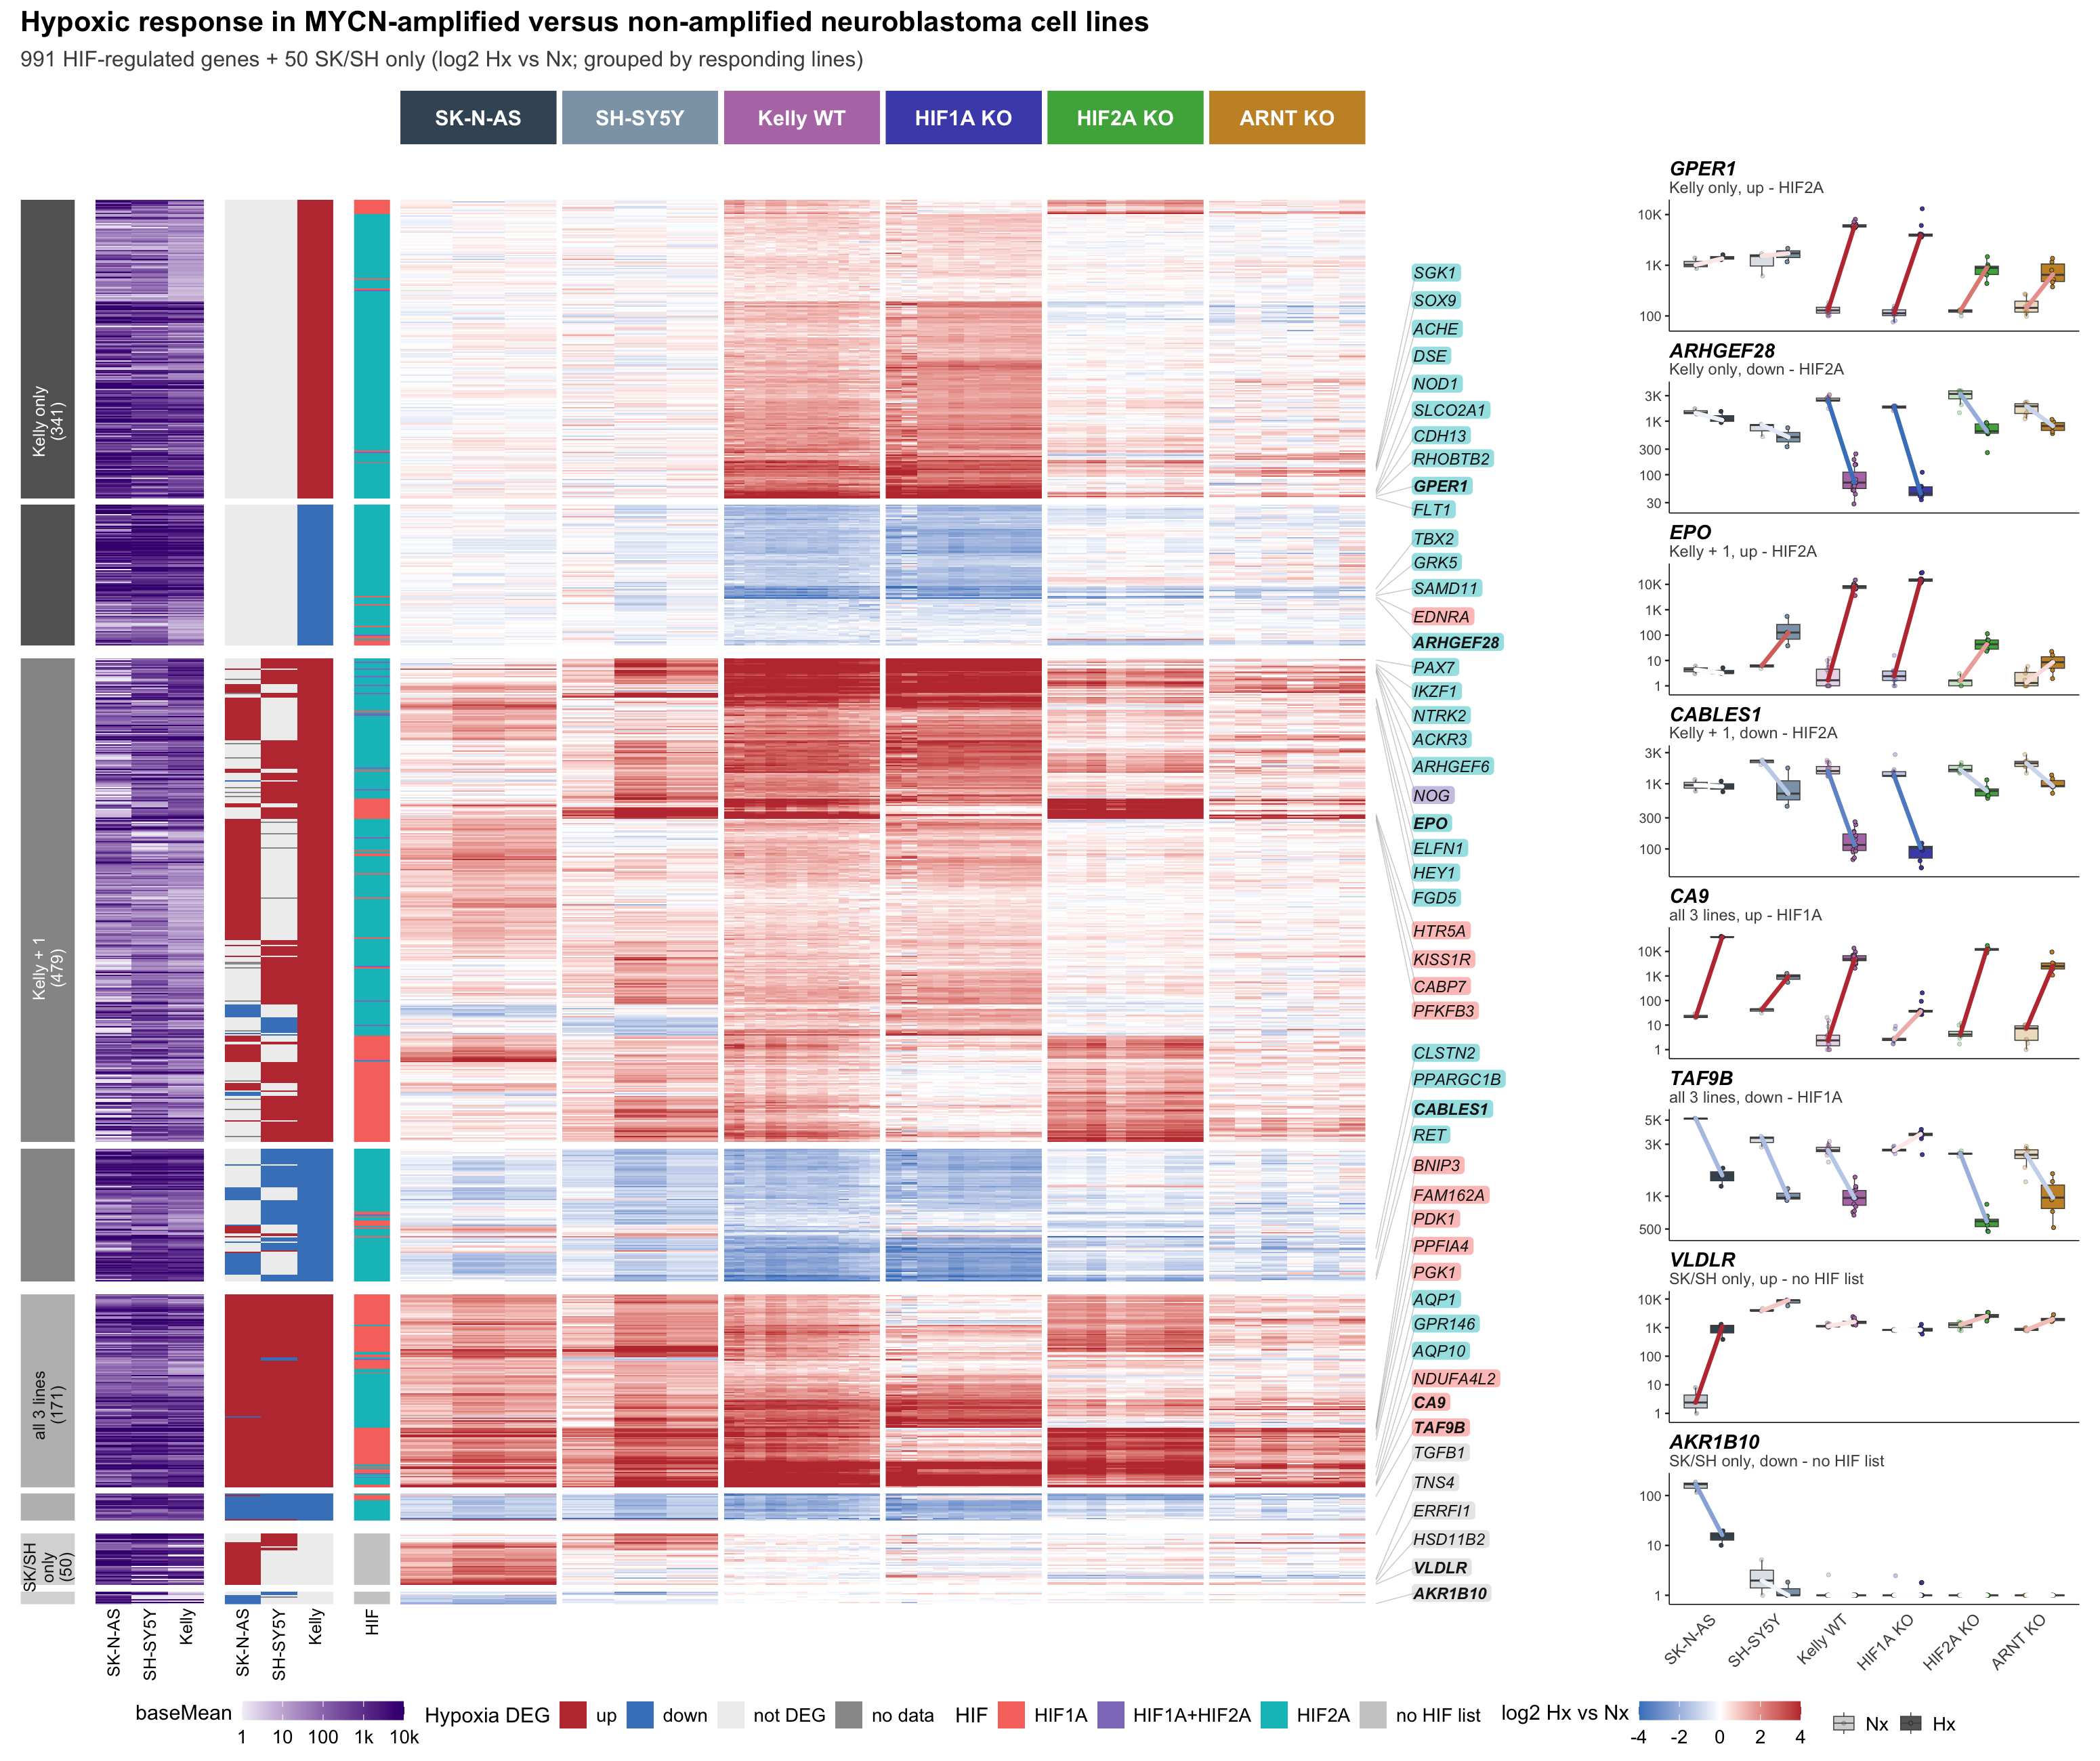 Hypoxic response in MYCN-amplified versus non-amplified neuroblastoma cell lines
991 HIF-regulated genes + 50 SK/SH only (log2 Hx vs Nx; grouped by responding lines)
SK-N-AS
SH-SY5Y
Kelly WT
HIF1A KO
HIF2A KO
ARNT KO
Kelly only
(341)
Kelly + 1
(479)
all 3 lines
(171)
SK/SH
only
(50)
SK-N-AS
SH-SY5Y
Kelly
SK-N-AS
SH-SY5Y
Kelly
HIF
SGK1
SOX9
ACHE
DSE
NOD1
SLCO2A1
CDH13
RHOBTB2
GPER1
FLT1
TBX2
GRK5
SAMD11
EDNRA
ARHGEF28
PAX7
IKZF1
NTRK2
ACKR3
ARHGEF6
NOG
EPO
ELFN1
HEY1
FGD5
HTR5A
KISS1R
CABP7
PFKFB3
CLSTN2
PPARGC1B
CABLES1
RET
BNIP3
FAM162A
PDK1
PPFIA4
PGK1
AQP1
GPR146
AQP10
NDUFA4L2
CA9
TAF9B
TGFB1
TNS4
ERRFI1
HSD11B2
VLDLR
AKR1B10
GPER1
Kelly only, up - HIF2A
10K
1K
100
ARHGEF28
Kelly only, down - HIF2A
3K
1K
300
100
30
EPO
Kelly + 1, up - HIF2A
10K
1K
100
10
1
CABLES1
Kelly + 1, down - HIF2A
3K
1K
300
100
CA9
all 3 lines, up - HIF1A
10K
1K
100
10
1
TAF9B
all 3 lines, down - HIF1A
5K
3K
1K
500
VLDLR
SK/SH only, up - no HIF list
10K
1K
100
10
1
AKR1B10
SK/SH only, down - no HIF list
100
10
1
SK-N-AS
SH-SY5Y
Kelly WT
HIF1A KO
HIF2A KO
ARNT KO
baseMean
1 10 100 1k 10k
Hypoxia DEG up down not DEG no data
HIF HIF1A HIF1A+HIF2A HIF2A no HIF list
log2 Hx vs Nx
-4 -2 0 2 4
Nx Hx